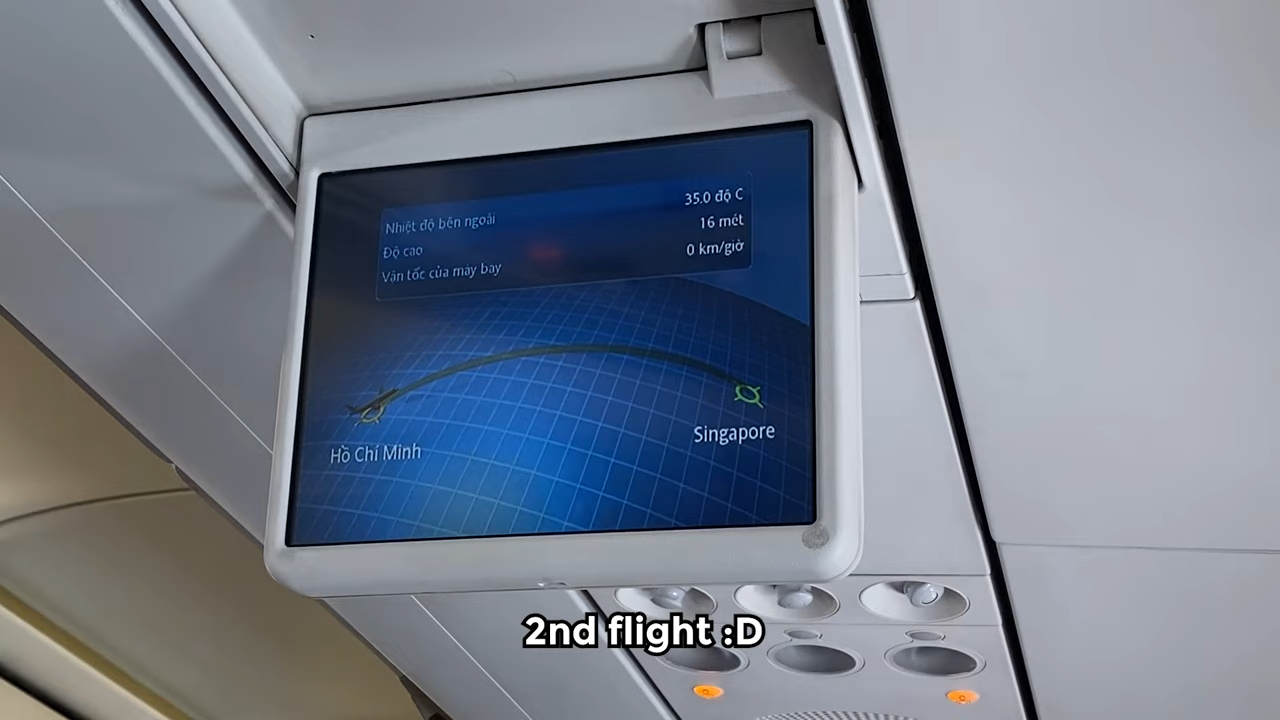 Nhiệt độ bên ngoài 35.0 độ C
Độ cao 16 mét
Vận tốc của máy bay 0 km/giờ
Hồ Chí Minh
Singapore
2nd flight :D